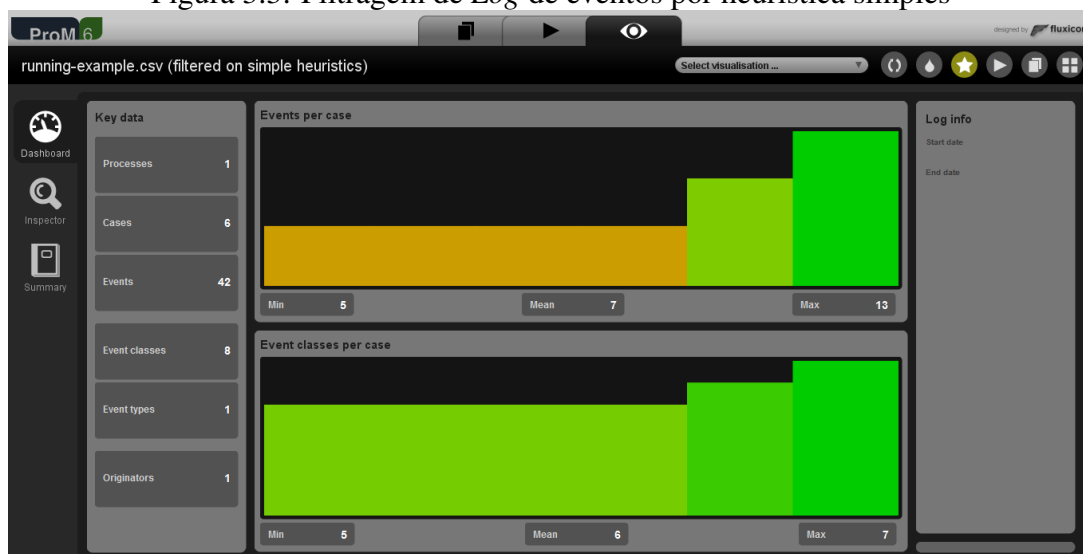 Figura 5.5: Filtragem de Log de eventos por heurística simples
ProM 6
designed by fluxicon
running-example.csv (filtered on simple heuristics)
Select visualisation ...
Dashboard
Inspector
Summary
Key data
Processes 1
Cases 6
Events 42
Event classes 8
Event types 1
Originators 1
Events per case
Min 5 Mean 7 Max 13
Event classes per case
Min 5 Mean 6 Max 7
Log info
Start date
End date